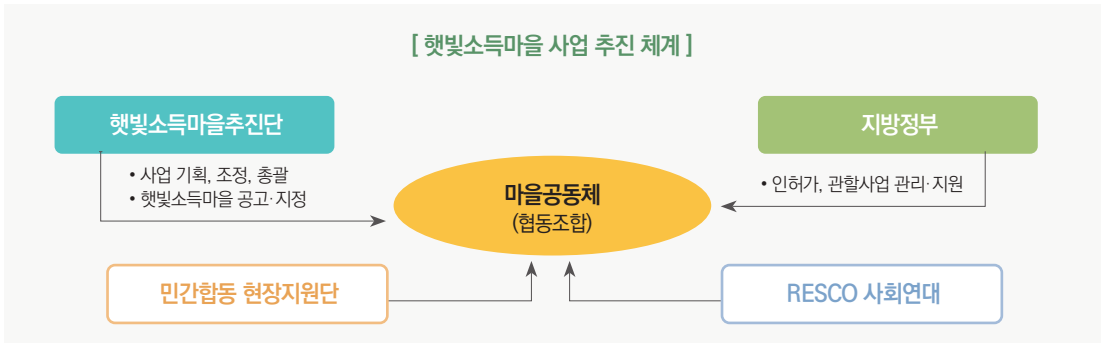 [ 햇빛소득마을 사업 추진 체계 ]
햇빛소득마을추진단
• 사업 기획, 조정, 총괄
• 햇빛소득마을 공고·지정
지방정부
• 인허가, 관할사업 관리·지원
마을공동체
(협동조합)
민간합동 현장지원단
RESCO 사회연대